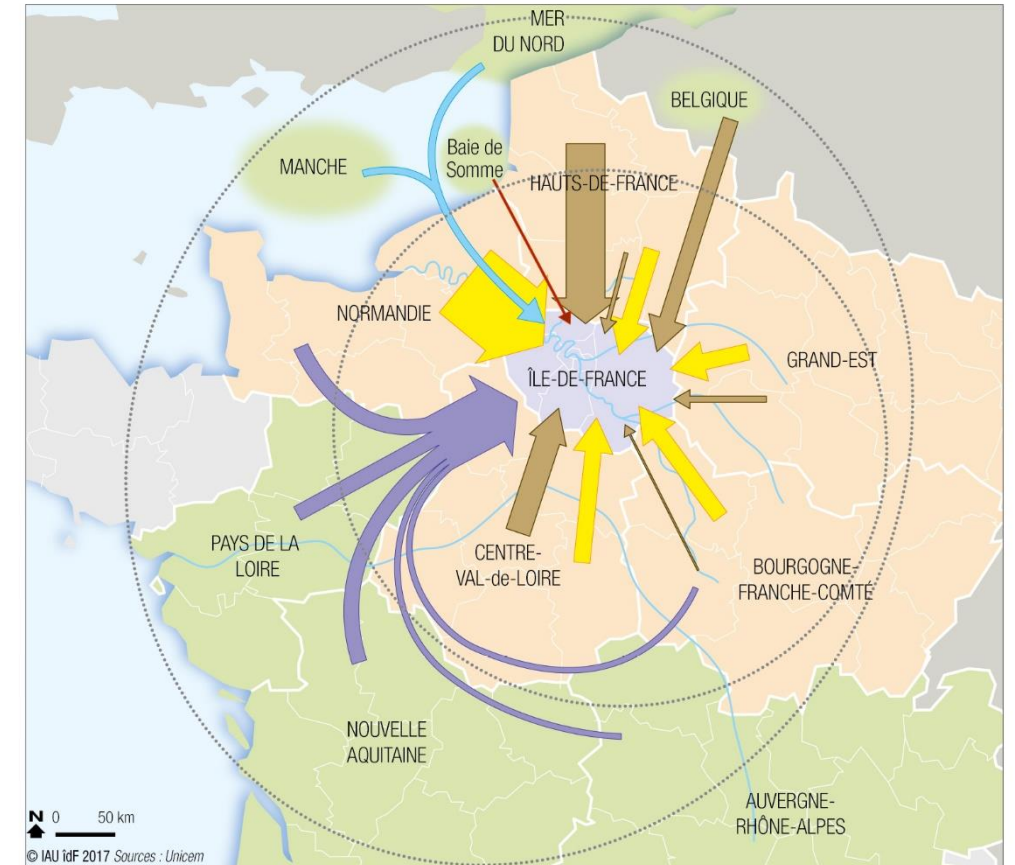 MER
DU NORD
BELGIQUE
MANCHE
Baie de
Somme
HAUTS-DE-FRANCE
NORMANDIE
GRAND-EST
ÎLE-DE-FRANCE
PAYS DE LA
LOIRE
CENTRE-
VAL-de-LOIRE
BOURGOGNE-
FRANCHE-COMTÉ
NOUVELLE
AQUITAINE
AUVERGNE-
RHÔNE-ALPES
N 0 50 km
© IAU îdF 2017 Sources : Unicem